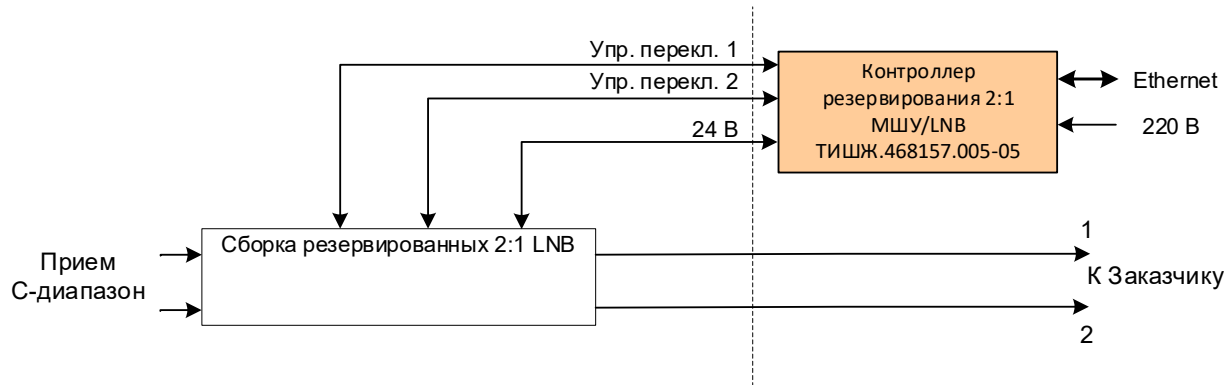 Упр. перекл. 1
Упр. перекл. 2
24 В
Контроллер
резервирования 2:1
МШУ/LNB
ТИШЖ.468157.005-05
Ethernet
220 В
Прием
С-диапазон
Сборка резервированных 2:1 LNB
1
К Заказчику
2